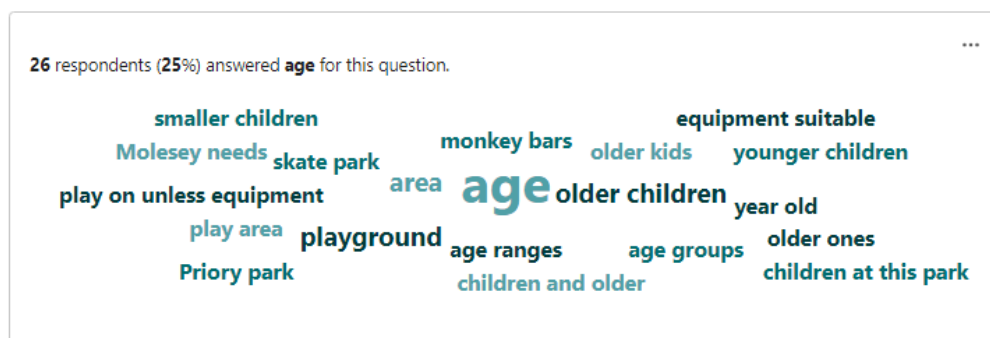 ...
26 respondents (25%) answered age for this question.
smaller children
equipment suitable
monkey bars
Molesey needs
older kids
younger children
skate park
area
age
older children
play on unless equipment
year old
play area
playground
older ones
age ranges
age groups
Priory park
children at this park
children and older